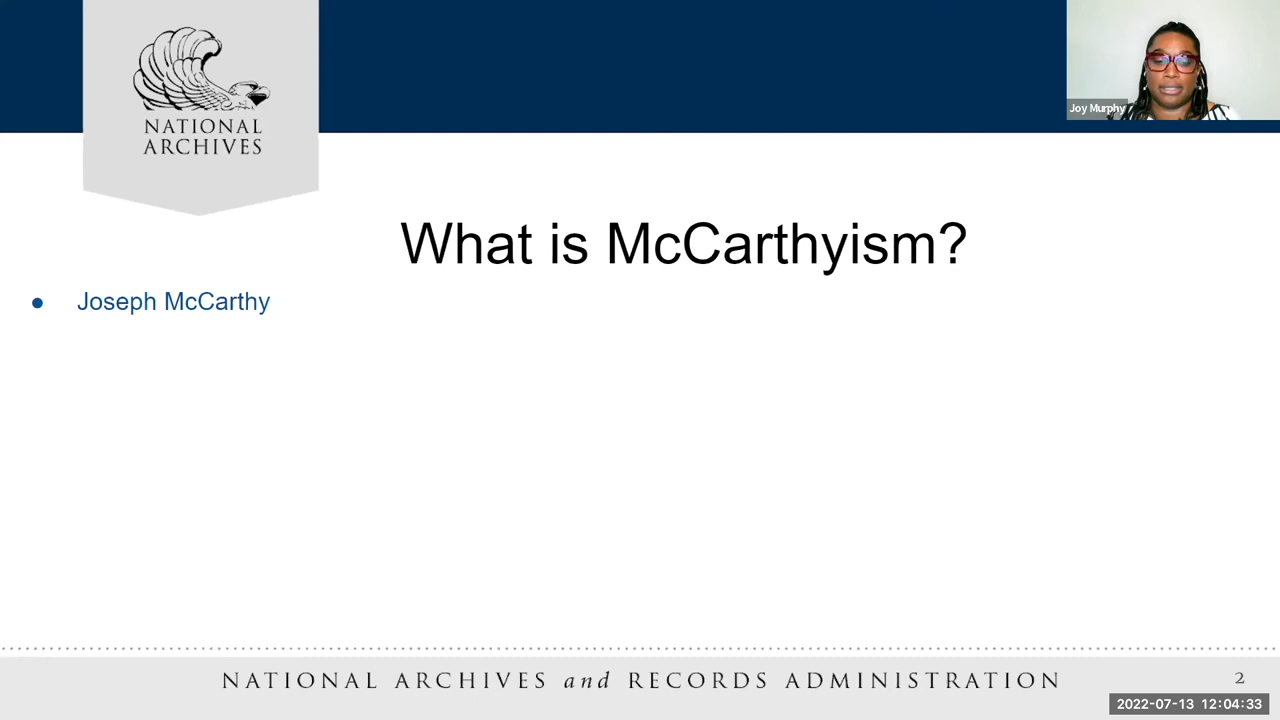 NATIONAL
ARCHIVES
Joy Murphy
What is McCarthyism?
● Joseph McCarthy
NATIONAL ARCHIVES and RECORDS ADMINISTRATION
2
2022-07-13 12:04:33